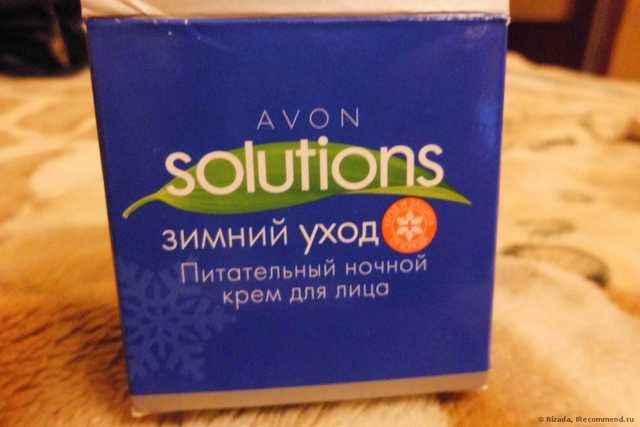 AVON
solutions
зимний уход
Питательный ночной
крем для лица
© Rizada, IRecommend.ru